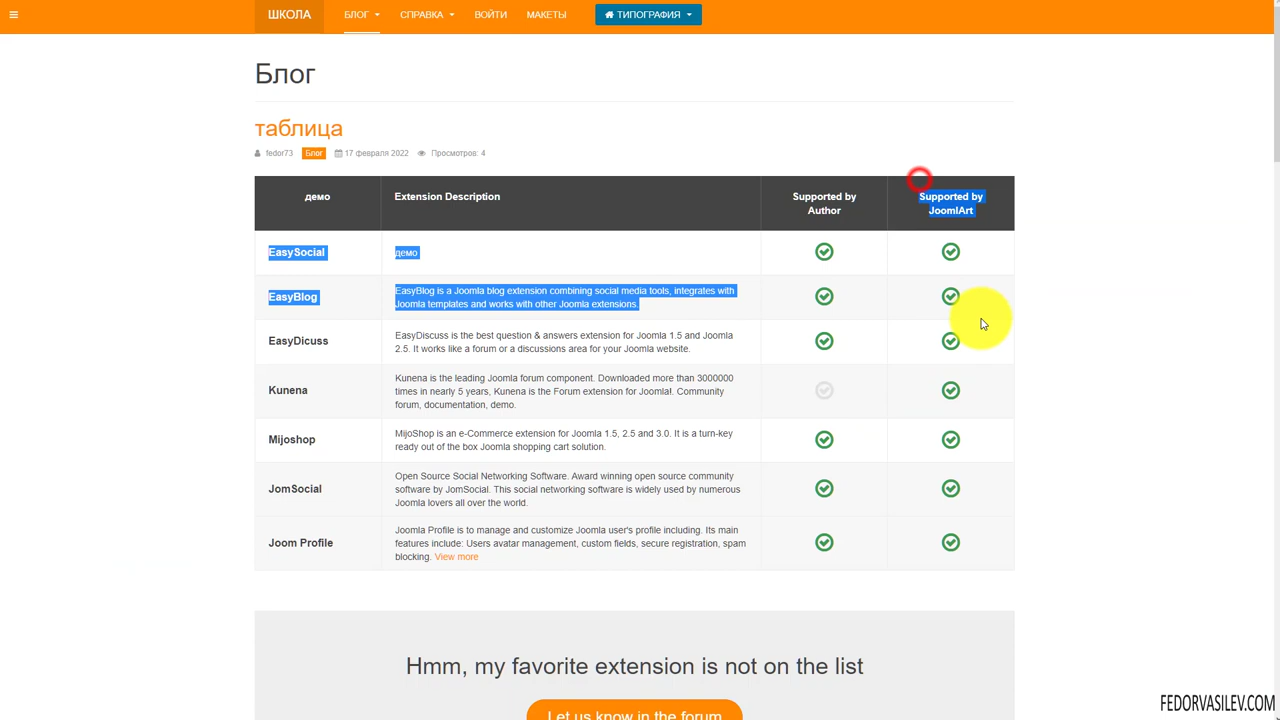 ШКОЛА БЛОГ СПРАВКА ВОЙТИ МАКЕТЫ ТИПОГРАФИЯ
Блог
таблица
fedor73 Блог 17 февраля 2022 Просмотров: 4
демо Extension Description Supported by Author Supported by JoomlArt
EasySocial демо
EasyBlog EasyBlog is a Joomla blog extension combining social media tools, integrates with
Joomla templates and works with other Joomla extensions.
EasyDicuss EasyDiscuss is the best question & answers extension for Joomla 1.5 and Joomla
2.5. It works like a forum or a discussions area for your Joomla website.
Kunena Kunena is the leading Joomla forum component. Downloaded more than 3000000
times in nearly 5 years, Kunena is the Forum extension for Joomla!. Community
forum, documentation, demo.
Mijoshop MijoShop is an e-Commerce extension for Joomla 1.5, 2.5 and 3.0. It is a turn-key
ready out of the box Joomla shopping cart solution.
JomSocial Open Source Social Networking Software. Award winning open source community
software by JomSocial. This social networking software is widely used by numerous
Joomla lovers all over the world.
Joom Profile Joomla Profile is to manage and customize Joomla user's profile including. Its main
features include: Users avatar management, custom fields, secure registration, spam
blocking. View more
Hmm, my favorite extension is not on the list
Let us know in the forum
FEDORVASILEV.COM